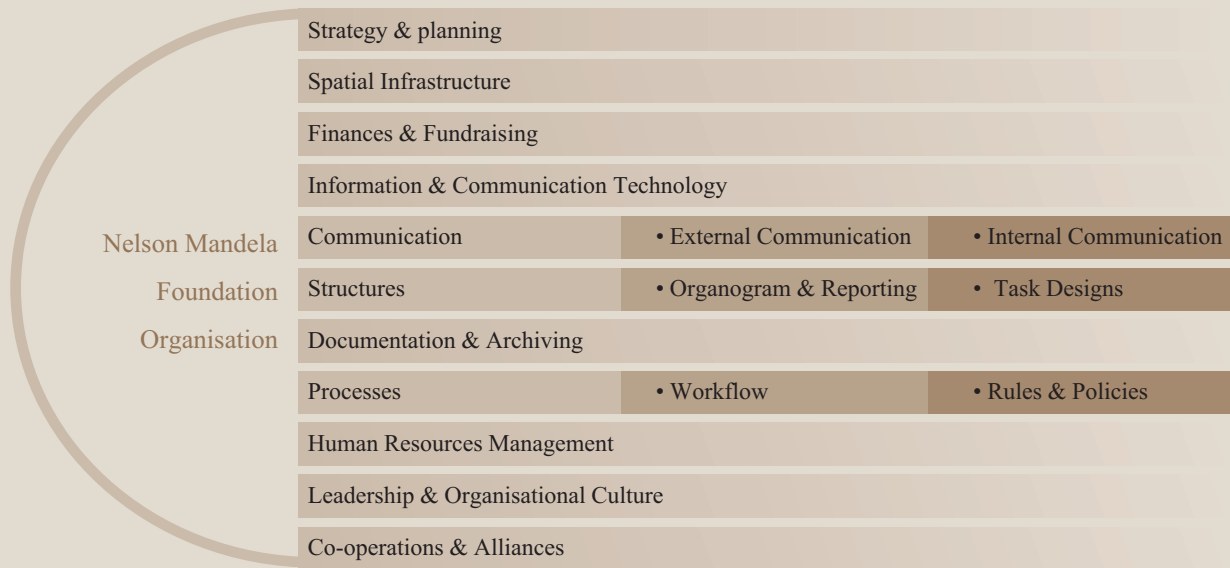 Strategy & planning
Spatial Infrastructure
Finances & Fundraising
Information & Communication Technology
Nelson Mandela
Foundation
Organisation
Communication • External Communication • Internal Communication
Structures • Organogram & Reporting • Task Designs
Documentation & Archiving
Processes • Workflow • Rules & Policies
Human Resources Management
Leadership & Organisational Culture
Co-operations & Alliances